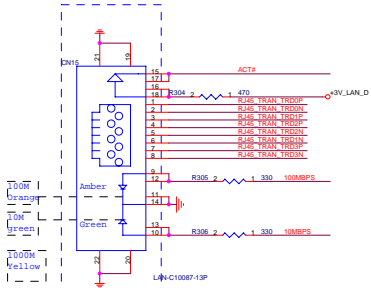 21
19
CN15
15
17
ACT#
16
18
R304 2 1 470
+3V_LAN_D
1 RJ45_TRAN_TRD0P
2 RJ45_TRAN_TRD0N
3 RJ45_TRAN_TRD1P
4 RJ45_TRAN_TRD2P
5 RJ45_TRAN_TRD2N
6 RJ45_TRAN_TRD1N
7 RJ45_TRAN_TRD3P
8 RJ45_TRAN_TRD3N
9
12
R305 2 1 330 100MBPS
100M
Orange
Amber
11
14
10M
green
Green
13
10
R306 2 1 330 10MBPS
1000M
Yellow
22
20
LAN-C10087-13P